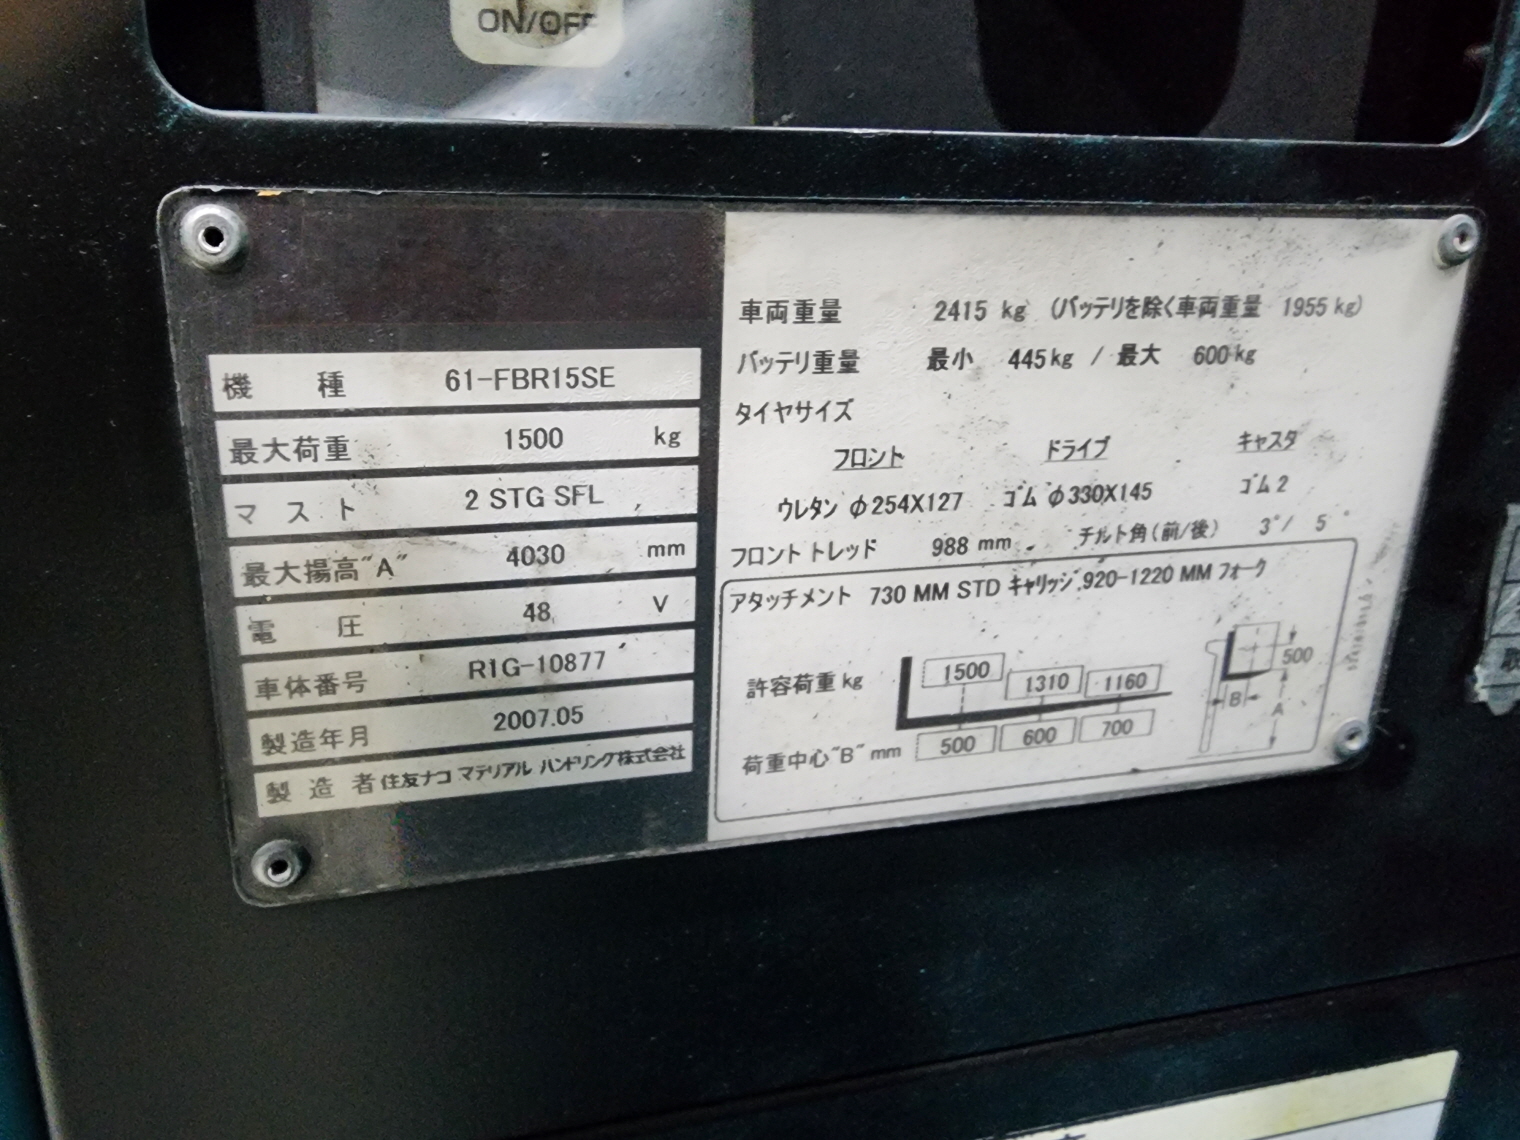 ON/OFF
機種 61-FBR15SE
最大荷重 1500 kg
マスト 2 STG SFL
最大揚高"A" 4030 mm
電圧 48 V
車体番号 R1G-10877
製造年月 2007.05
製造者 住友ナコ マテリアル ハンドリング株式会社
車両重量 2415 kg (バッテリを除く車両重量 1955 kg)
バッテリ重量 最小 445kg / 最大 600kg
タイヤサイズ
フロント ドライブ キャスタ
ウレタン φ254X127 ゴム φ330X145 ゴム2
フロントトレッド 988 mm チルト角(前/後) 3°/ 5°
アタッチメント 730 MM STD キャリッジ,920-1220 MM フォーク
許容荷重 kg 1500 1310 1160
荷重中心"B" mm 500 600 700
500
B
A
取